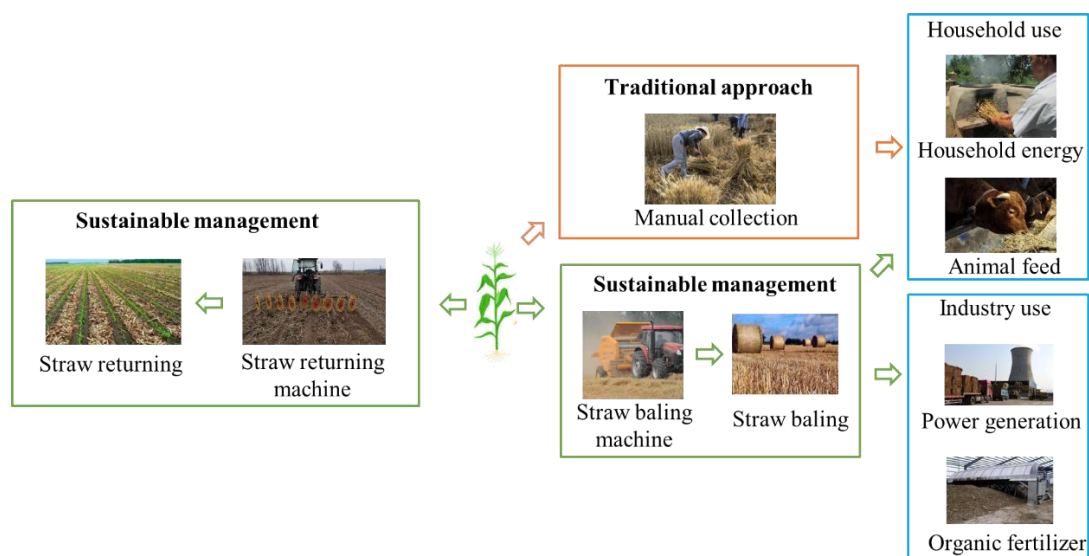 Sustainable management
Straw returning
Straw returning
machine
Traditional approach
Manual collection
Sustainable management
Straw baling
machine
Straw baling
Household use
Household energy
Animal feed
Industry use
Power generation
Organic fertilizer